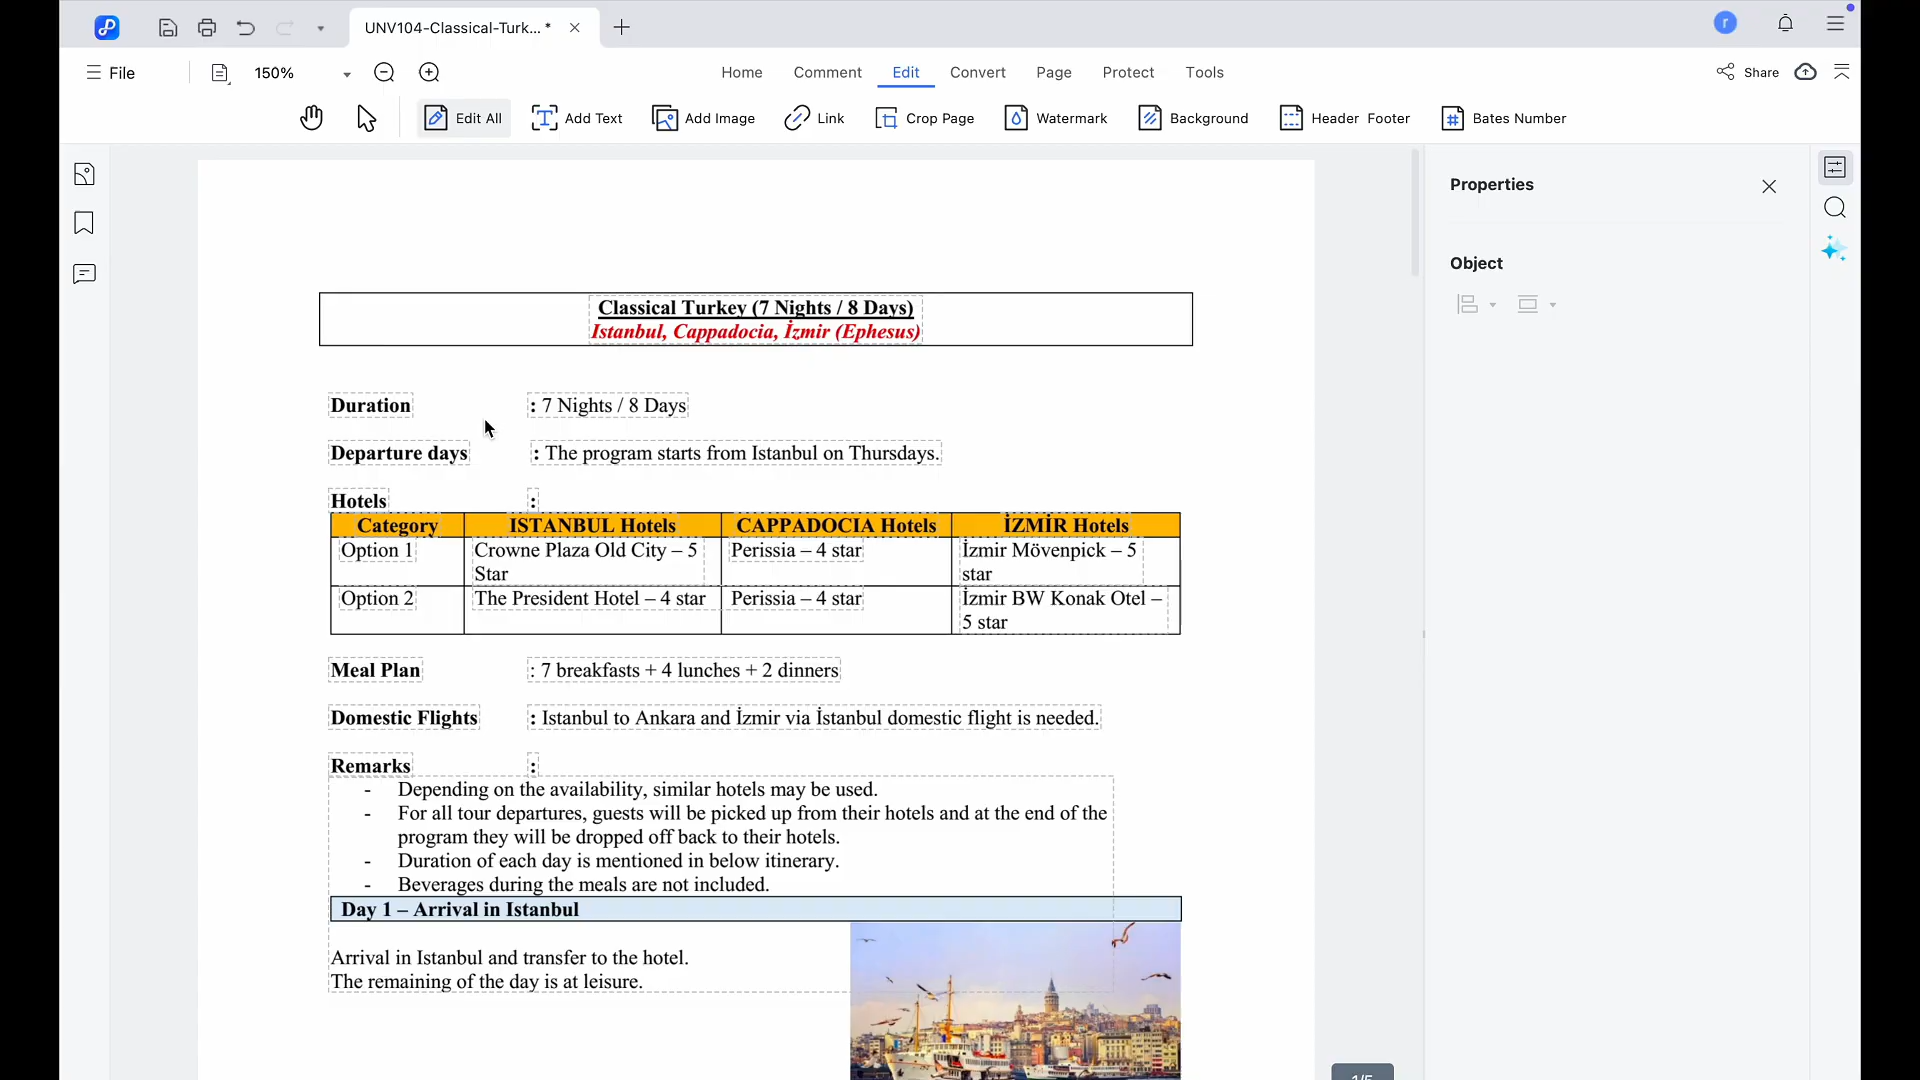 UNV104-Classical-Turk... *
r
File
150%
Home Comment Edit Convert Page Protect Tools
Share
Edit All Add Text Add Image Link Crop Page Watermark Background Header Footer Bates Number
Properties
Object
Classical Turkey (7 Nights / 8 Days)
Istanbul, Cappadocia, İzmir (Ephesus)
Duration : 7 Nights / 8 Days
Departure days : The program starts from Istanbul on Thursdays.
Hotels :
Category ISTANBUL Hotels CAPPADOCIA Hotels İZMİR Hotels
Option 1 Crowne Plaza Old City – 5 Perissia – 4 star İzmir Mövenpick – 5
Star star
Option 2 The President Hotel – 4 star Perissia – 4 star İzmir BW Konak Otel –
5 star
Meal Plan : 7 breakfasts + 4 lunches + 2 dinners
Domestic Flights : Istanbul to Ankara and İzmir via İstanbul domestic flight is needed.
Remarks :
- Depending on the availability, similar hotels may be used.
- For all tour departures, guests will be picked up from their hotels and at the end of the
program they will be dropped off back to their hotels.
- Duration of each day is mentioned in below itinerary.
- Beverages during the meals are not included.
Day 1 – Arrival in Istanbul
Arrival in Istanbul and transfer to the hotel.
The remaining of the day is at leisure.
1/5